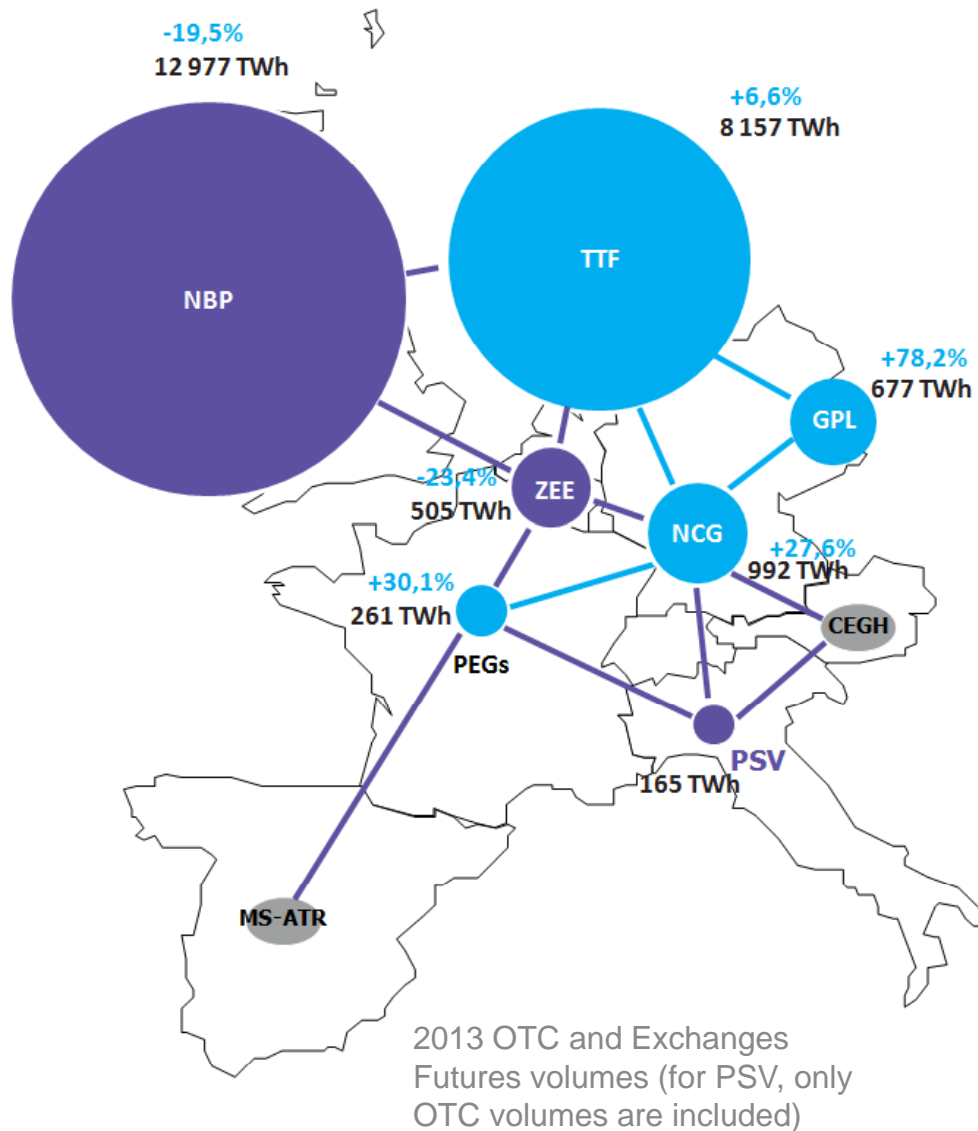 -19,5%
12 977 TWh
+6,6%
8 157 TWh
TTF
NBP
+78,2%
677 TWh
GPL
-23,4%
505 TWh
ZEE
NCG
+27,6%
992 TWh
+30,1%
261 TWh
CEGH
PEGs
PSV
165 TWh
MS-ATR
2013 OTC and Exchanges
Futures volumes (for PSV, only
OTC volumes are included)